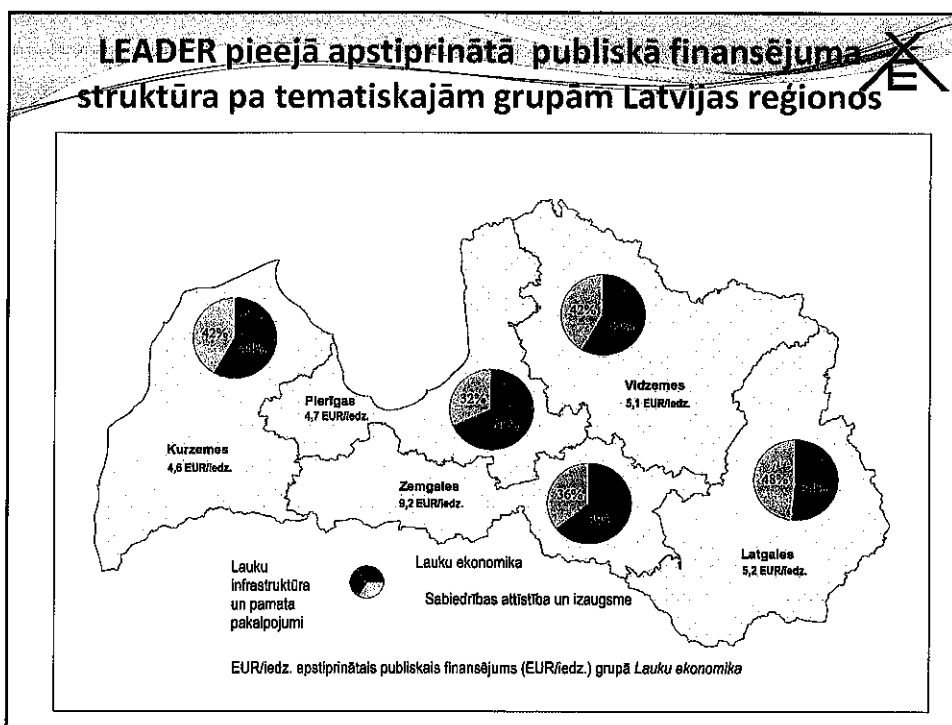 LEADER pieejā apstiprinātā publiskā finansējuma
struktūra pa tematiskajām grupām Latvijas reģionos
42%
42%
Vidzemes
5,1 EUR/iedz.
Pierīgas
4,7 EUR/iedz.
32%
Kurzemes
4,6 EUR/iedz.
Zemgales
9,2 EUR/iedz.
36%
48%
Latgales
5,2 EUR/iedz.
Lauku
infrastruktūra
un pamata
pakalpojumi
Lauku ekonomika
Sabiedrības attīstība un izaugsme
EUR/iedz. apstiprinātais publiskais finansējums (EUR/iedz.) grupā Lauku ekonomika